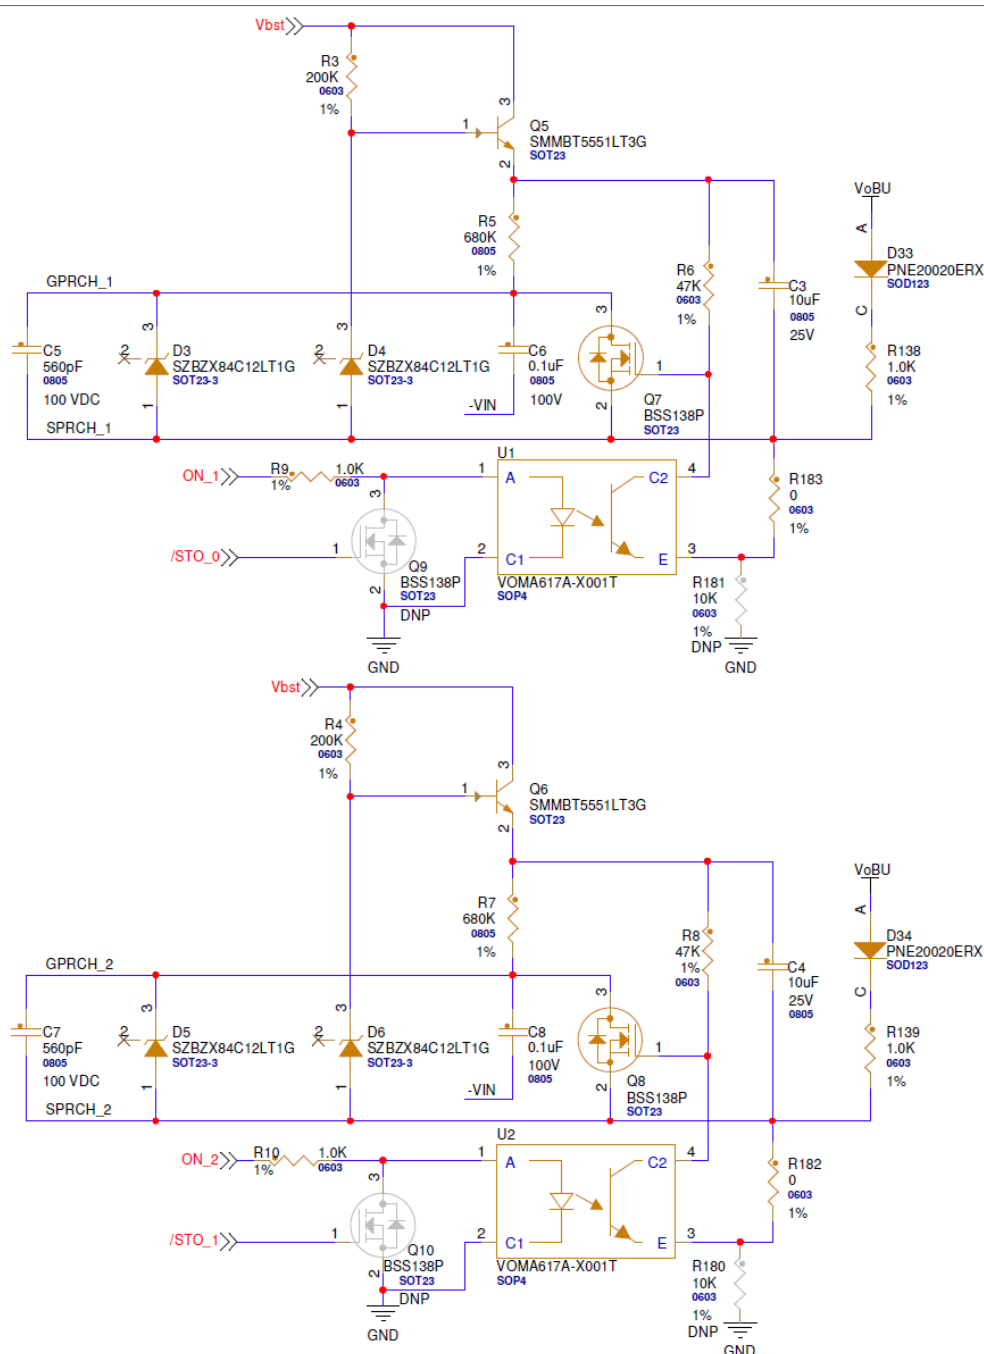 Vbst
R3
200K
0603
1%
3
1
Q5
SMMBT5551LT3G
SOT23
2
VoBU
A
D33
PNE20020ERX
SOD123
C
R5
680K
0805
1%
R6
47K
0603
1%
C3
10uF
0805
25V
R138
1.0K
0603
1%
GPRCH_1
C5
560pF
0805
100 VDC
3
2
D3
SZBZX84C12LT1G
SOT23-3
1
3
2
D4
SZBZX84C12LT1G
SOT23-3
1
C6
0.1uF
0805
100V
-VIN
3
1
2
Q7
BSS138P
SOT23
SPRCH_1
ON_1
R9
1.0K
1%
0603
3
/STO_0
1
Q9
BSS138P
SOT23
2
DNP
GND
U1
1
A
C2
4
2
C1
E
3
VOMA617A-X001T
SOP4
R183
0
0603
1%
R181
10K
0603
1%
DNP
GND
Vbst
R4
200K
0603
1%
3
1
Q6
SMMBT5551LT3G
SOT23
2
VoBU
A
D34
PNE20020ERX
SOD123
C
R7
680K
0805
1%
R8
47K
1%
0603
C4
10uF
25V
0805
R139
1.0K
0603
1%
GPRCH_2
C7
560pF
0805
100 VDC
3
2
D5
SZBZX84C12LT1G
SOT23-3
1
3
2
D6
SZBZX84C12LT1G
SOT23-3
1
C8
0.1uF
100V
0805
-VIN
3
1
2
Q8
BSS138P
SOT23
SPRCH_2
ON_2
R10
1.0K
1%
0603
3
/STO_1
1
Q10
BSS138P
SOT23
2
DNP
GND
U2
1
A
C2
4
2
C1
E
3
VOMA617A-X001T
SOP4
R182
0
0603
1%
R180
10K
0603
1%
DNP
GND